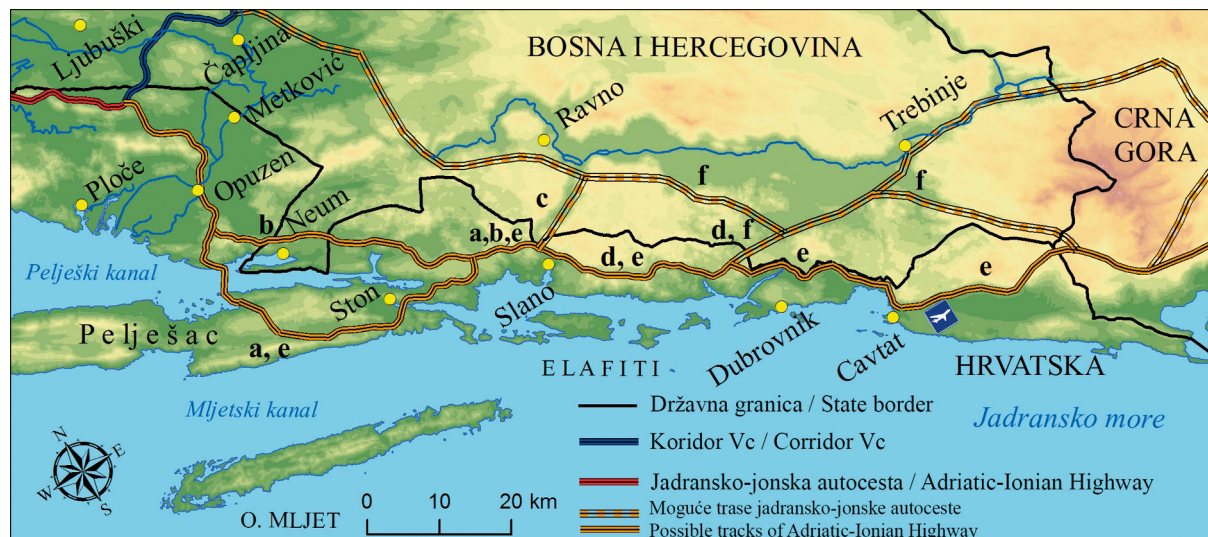 BOSNA I HERCEGOVINA
Ljubuški
Čapljina
Metković
Ravno
Trebinje
CRNA
GORA
Ploče
Opuzen
Neum
b
c
f
f
a,b,e
d, f
d, e
e
e
Pelješki kanal
Ston
Slano
Pelješac
a, e
Dubrovnik
Cavtat
HRVATSKA
ELAFITI
Mljetski kanal
Jadransko more
Državna granica / State border
Koridor Vc / Corridor Vc
Jadransko-jonska autocesta / Adriatic-Ionian Highway
Moguće trase jadransko-jonske autoceste
Possible tracks of Adriatic-Ionian Highway
N
E
S
W
0 10 20 km
O. MLJET